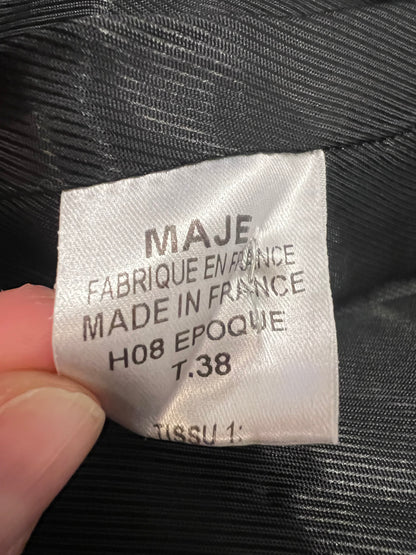 MAJE
FABRIQUE EN FRANCE
MADE IN FRANCE
H08 EPOQUE
T.38
TISSU 1: